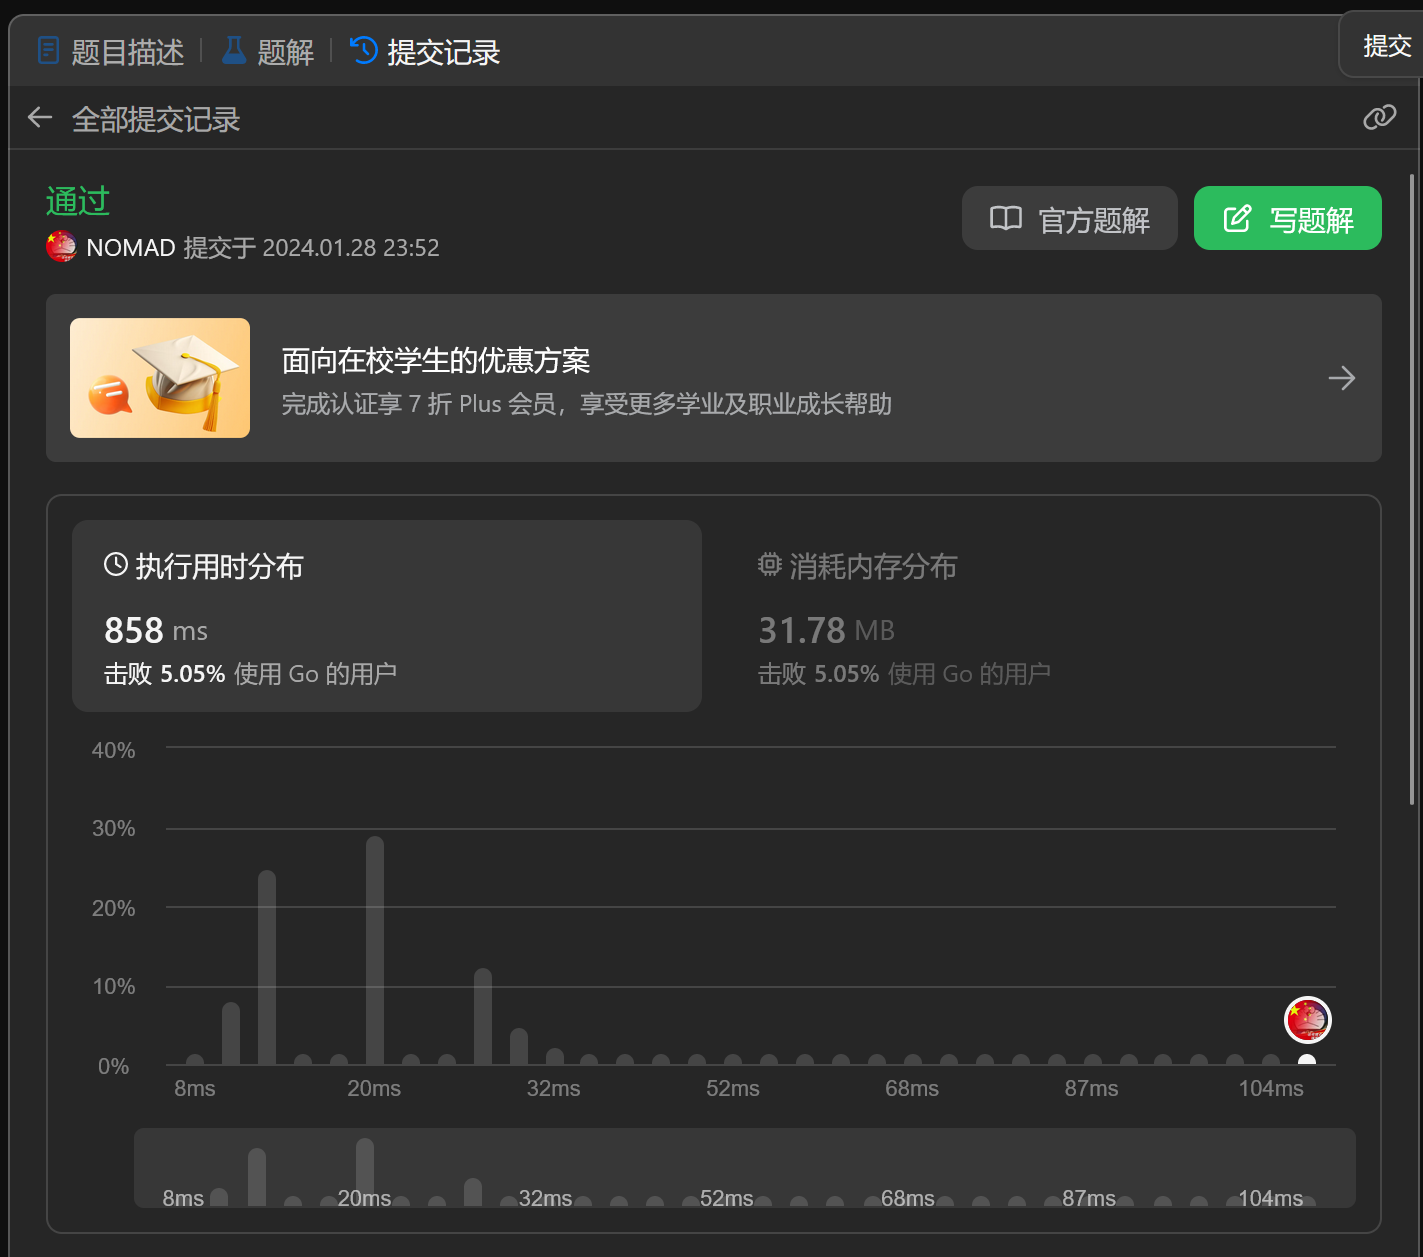 题目描述
题解
提交记录
提交
全部提交记录
通过
NOMAD 提交于 2024.01.28 23:52
官方题解
写题解
面向在校学生的优惠方案
完成认证享 7 折 Plus 会员，享受更多学业及职业成长帮助
执行用时分布
858 ms
击败 5.05% 使用 Go 的用户
消耗内存分布
31.78 MB
击败 5.05% 使用 Go 的用户
40%
30%
20%
10%
0%
8ms 20ms 32ms 52ms 68ms 87ms 104ms
8ms 20ms 32ms 52ms 68ms 87ms 104ms